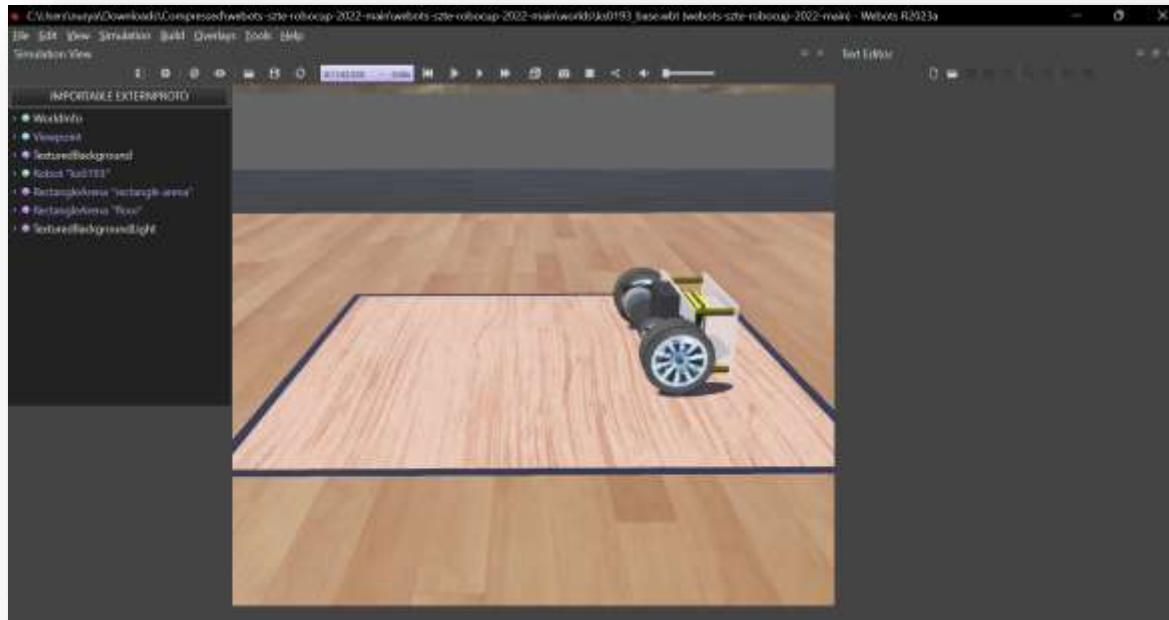 C:\Users\nurya\Downloads\Compressed\webots-szte-robocup-2022-main\webots-szte-robocup-2022-main\worlds\ks0193_base.wbt (webots-szte-robocup-2022-main) - Webots R2023a
File Edit View Simulation Build Overlays Tools Help
Simulation View
Text Editor
IMPORTABLE EXTERNPROTO
WorldInfo
Viewpoint
TexturedBackground
Robot "ks0193"
RectangleArena "rectangle arena"
RectangleArena "floor"
TexturedBackgroundLight